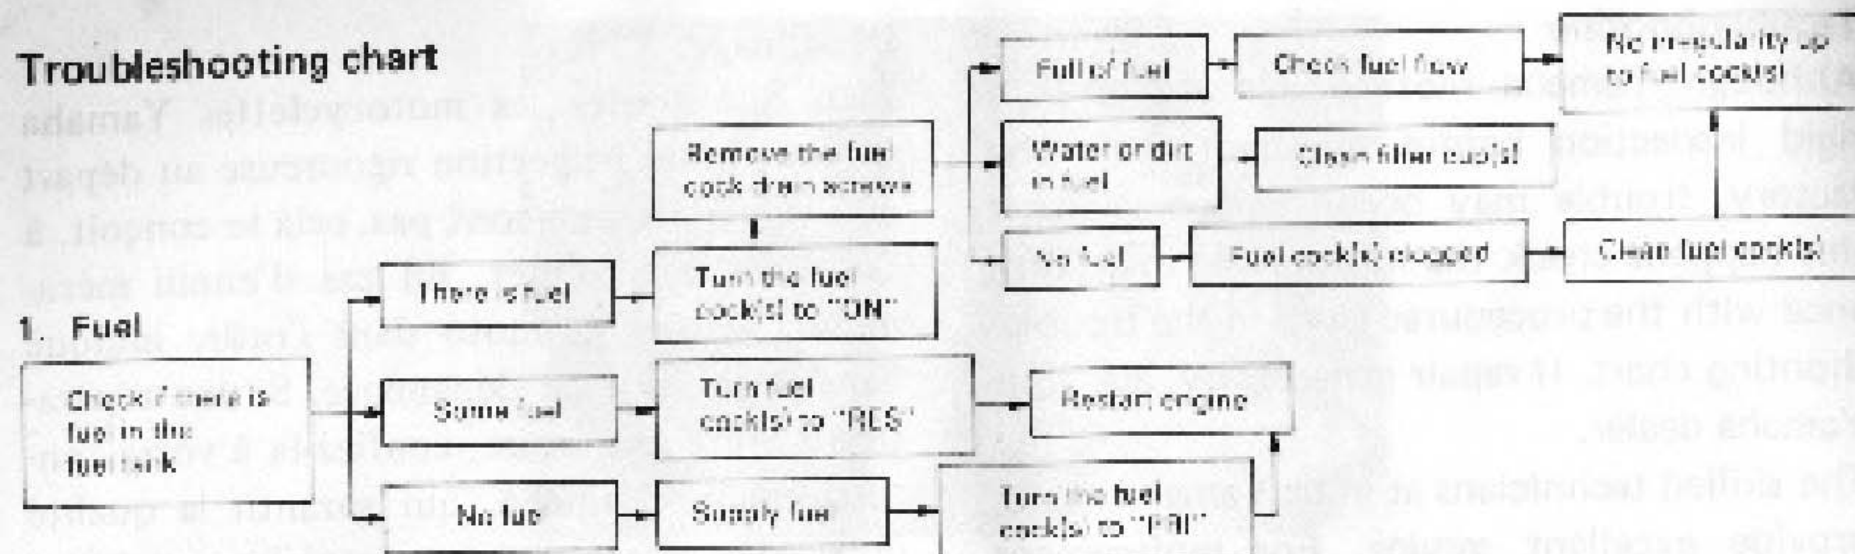 Troubleshooting chart
1 Fuel
Check if there is
fuel in the
fuel tank
There is fuel
Turn the fuel
cock(s) to "ON"
Remove the fuel
cock drain screws
Full of fuel
Check fuel flow
No irregularity up
to fuel cock(s)
Water or dirt
in fuel
Clean filter cup(s)
No fuel
Fuel cock(s) clogged
Clean fuel cock(s)
Some fuel
Turn fuel
cock(s) to "RES"
Restart engine
No fuel
Supply fuel
Turn the fuel
cock(s) to "PRI"